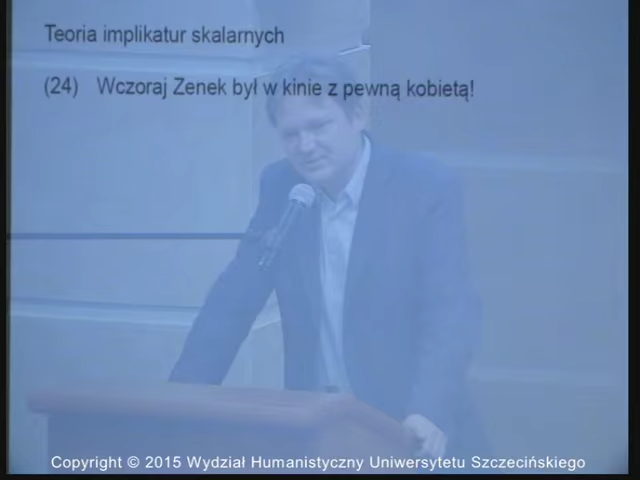 Teoria implikatur skalarnych
(24) Wczoraj Zenek był w kinie z pewną kobietą!
Copyright © 2015 Wydział Humanistyczny Uniwersytetu Szczecińskiego